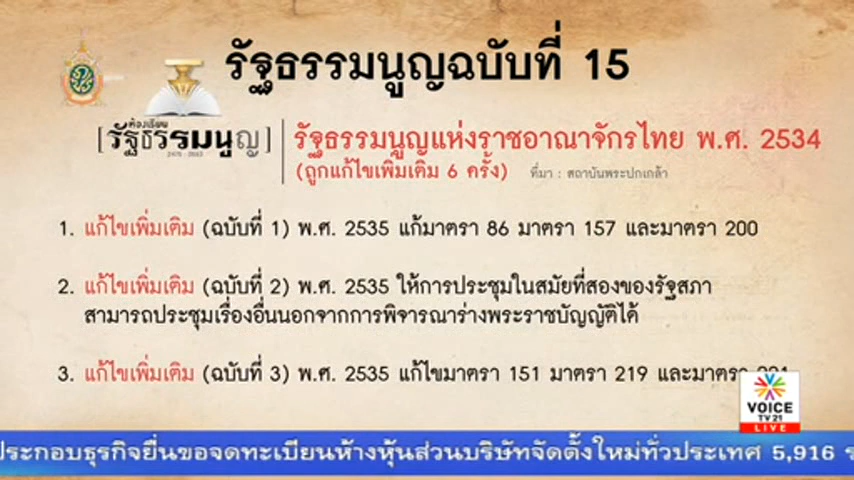 รัฐธรรมนูญฉบับที่ 15
ห้องเรียน
[รัฐธรรมนูญ]
2475 - 2553
รัฐธรรมนูญแห่งราชอาณาจักรไทย พ.ศ. 2534
(ถูกแก้ไขเพิ่มเติม 6 ครั้ง) ที่มา : สถาบันพระปกเกล้า
1. แก้ไขเพิ่มเติม (ฉบับที่ 1) พ.ศ. 2535 แก้มาตรา 86 มาตรา 157 และมาตรา 200
2. แก้ไขเพิ่มเติม (ฉบับที่ 2) พ.ศ. 2535 ให้การประชุมในสมัยที่สองของรัฐสภา
สามารถประชุมเรื่องอื่นนอกจากการพิจารณาร่างพระราชบัญญัติได้
3. แก้ไขเพิ่มเติม (ฉบับที่ 3) พ.ศ. 2535 แก้ไขมาตรา 151 มาตรา 219 และมาตรา
VOICE
TV 21
LIVE
ประกอบธุรกิจยื่นขอจดทะเบียนห้างหุ้นส่วนบริษัทจัดตั้งใหม่ทั่วประเทศ 5,916 ร